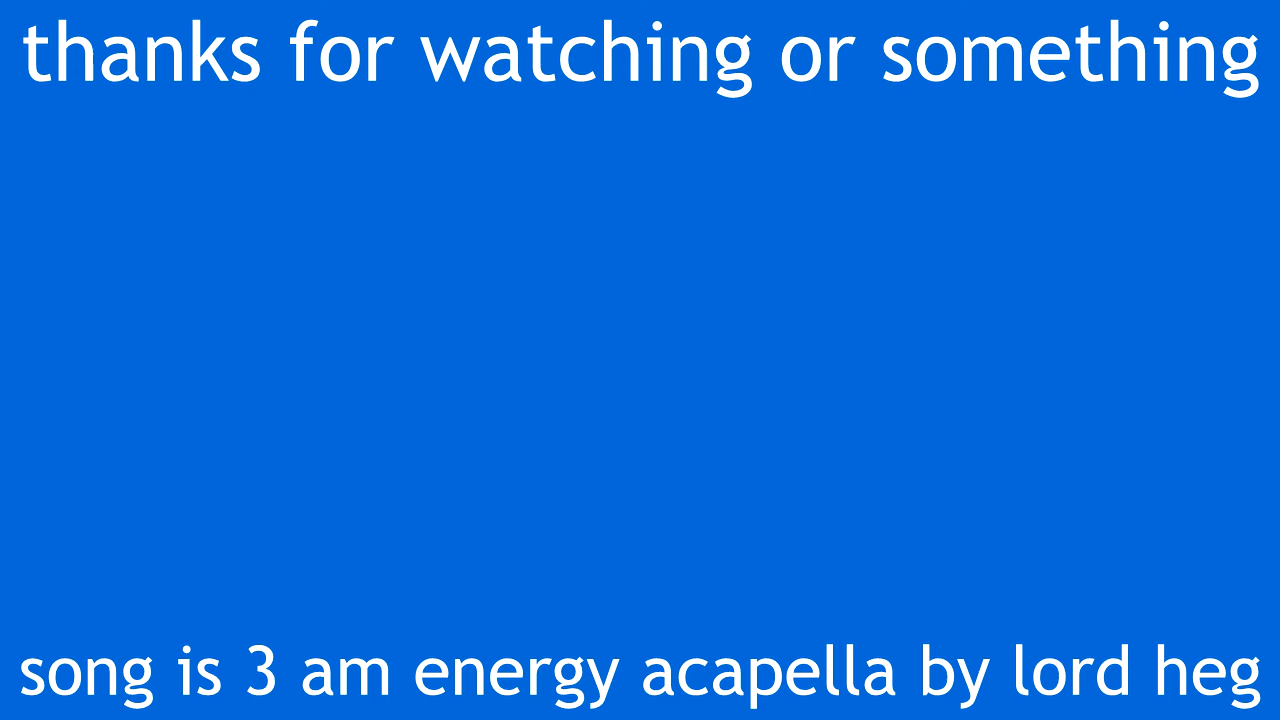 thanks for watching or something
song is 3 am energy acapella by lord heg